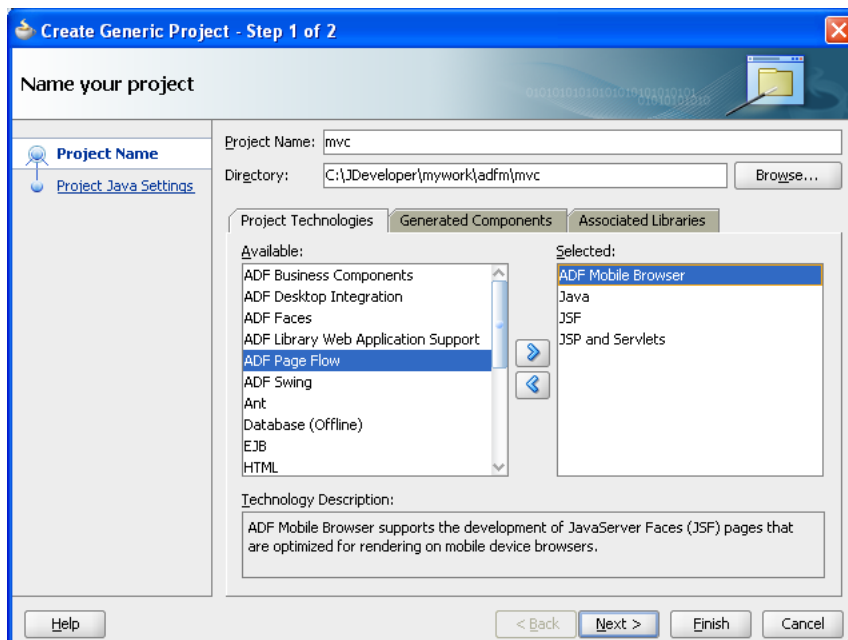 Create Generic Project - Step 1 of 2
Name your project
Project Name
Project Java Settings
Project Name: mvc
Directory: C:\JDeveloper\mywork\adfm\mvc Browse...
Project Technologies Generated Components Associated Libraries
Available:
ADF Business Components
ADF Desktop Integration
ADF Faces
ADF Library Web Application Support
ADF Page Flow
ADF Swing
Ant
Database (Offline)
EJB
HTML
Selected:
ADF Mobile Browser
Java
JSF
JSP and Servlets
Technology Description:
ADF Mobile Browser supports the development of JavaServer Faces (JSF) pages that
are optimized for rendering on mobile device browsers.
Help < Back Next > Finish Cancel